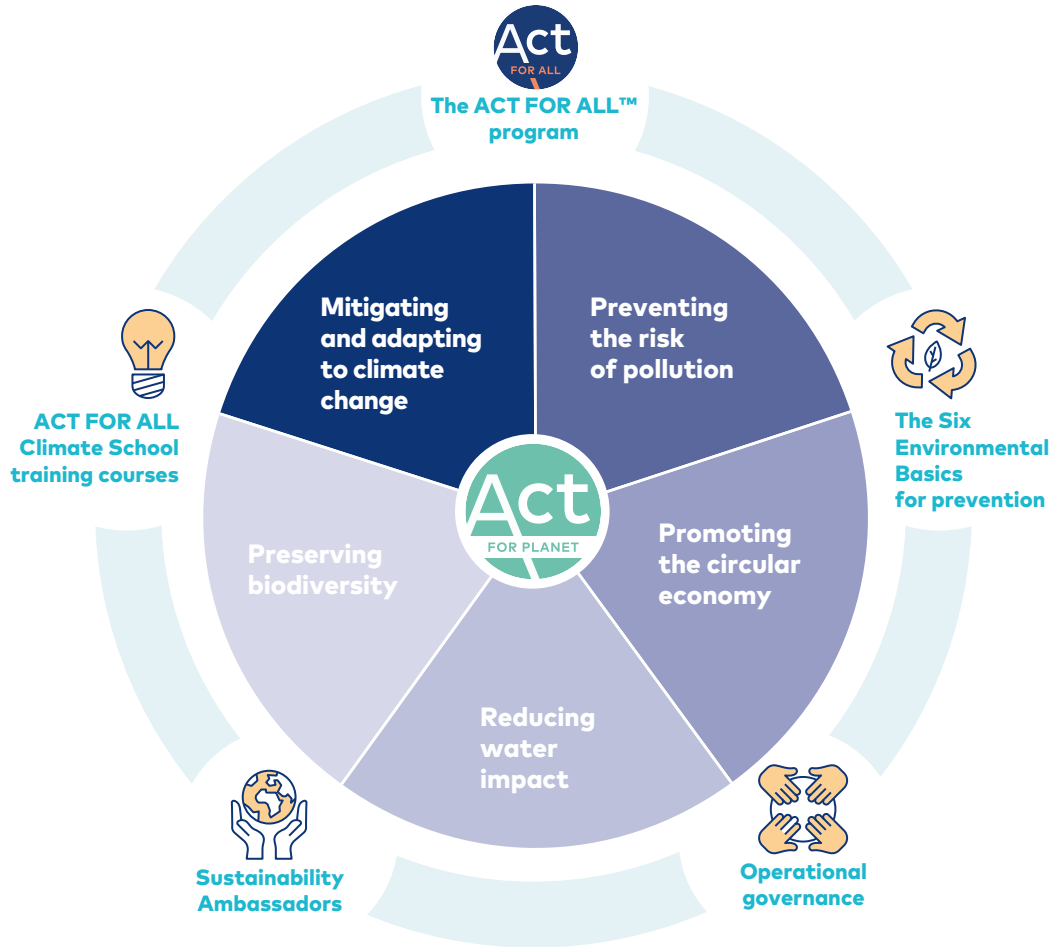 Act
FOR ALL
The ACT FOR ALL™
program
Mitigating
and adapting
to climate
change
Preventing
the risk
of pollution
ACT FOR ALL
Climate School
training courses
The Six
Environmental
Basics
for prevention
Act
FOR PLANET
Preserving
biodiversity
Promoting
the circular
economy
Reducing
water
impact
Sustainability
Ambassadors
Operational
governance